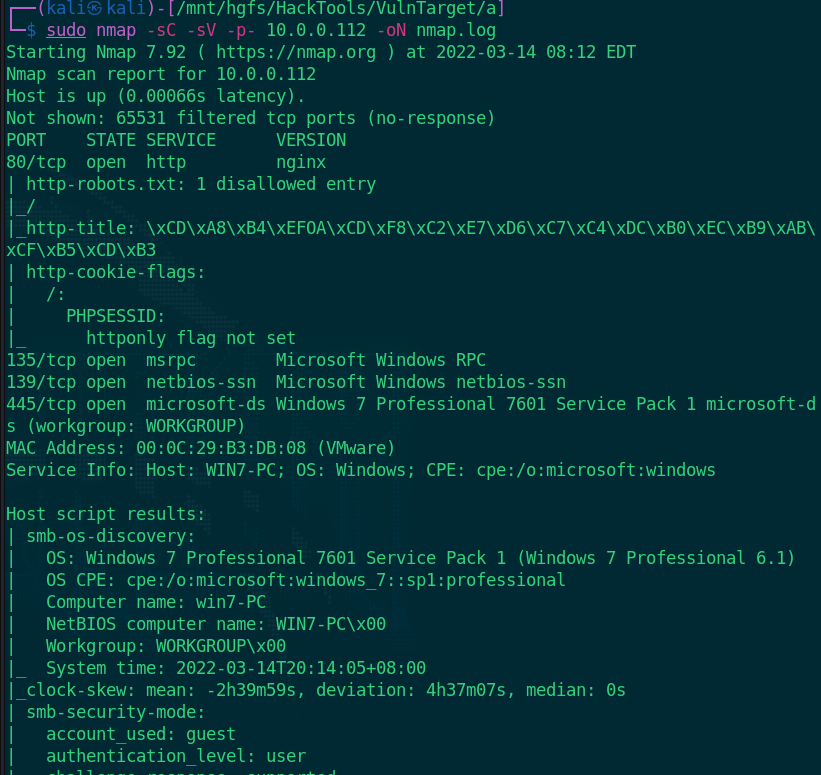 ┌──(kali㉿kali)-[/mnt/hgfs/HackTools/VulnTarget/a]
└─$ sudo nmap -sC -sV -p- 10.0.0.112 -oN nmap.log
Starting Nmap 7.92 ( https://nmap.org ) at 2022-03-14 08:12 EDT
Nmap scan report for 10.0.0.112
Host is up (0.00066s latency).
Not shown: 65531 filtered tcp ports (no-response)
PORT    STATE SERVICE      VERSION
80/tcp  open  http         nginx
| http-robots.txt: 1 disallowed entry
|_/
|_http-title: \xCD\xA8\xB4\xEFOA\xCD\xF8\xC2\xE7\xD6\xC7\xC4\xDC\xB0\xEC\xB9\xAB\
xCF\xB5\xCD\xB3
| http-cookie-flags:
|   /:
|     PHPSESSID:
|_      httponly flag not set
135/tcp open  msrpc        Microsoft Windows RPC
139/tcp open  netbios-ssn  Microsoft Windows netbios-ssn
445/tcp open  microsoft-ds Windows 7 Professional 7601 Service Pack 1 microsoft-d
s (workgroup: WORKGROUP)
MAC Address: 00:0C:29:B3:DB:08 (VMware)
Service Info: Host: WIN7-PC; OS: Windows; CPE: cpe:/o:microsoft:windows

Host script results:
| smb-os-discovery:
|   OS: Windows 7 Professional 7601 Service Pack 1 (Windows 7 Professional 6.1)
|   OS CPE: cpe:/o:microsoft:windows_7::sp1:professional
|   Computer name: win7-PC
|   NetBIOS computer name: WIN7-PC\x00
|   Workgroup: WORKGROUP\x00
|_  System time: 2022-03-14T20:14:05+08:00
|_clock-skew: mean: -2h39m59s, deviation: 4h37m07s, median: 0s
| smb-security-mode:
|   account_used: guest
|   authentication_level: user
|   challenge_response: supported